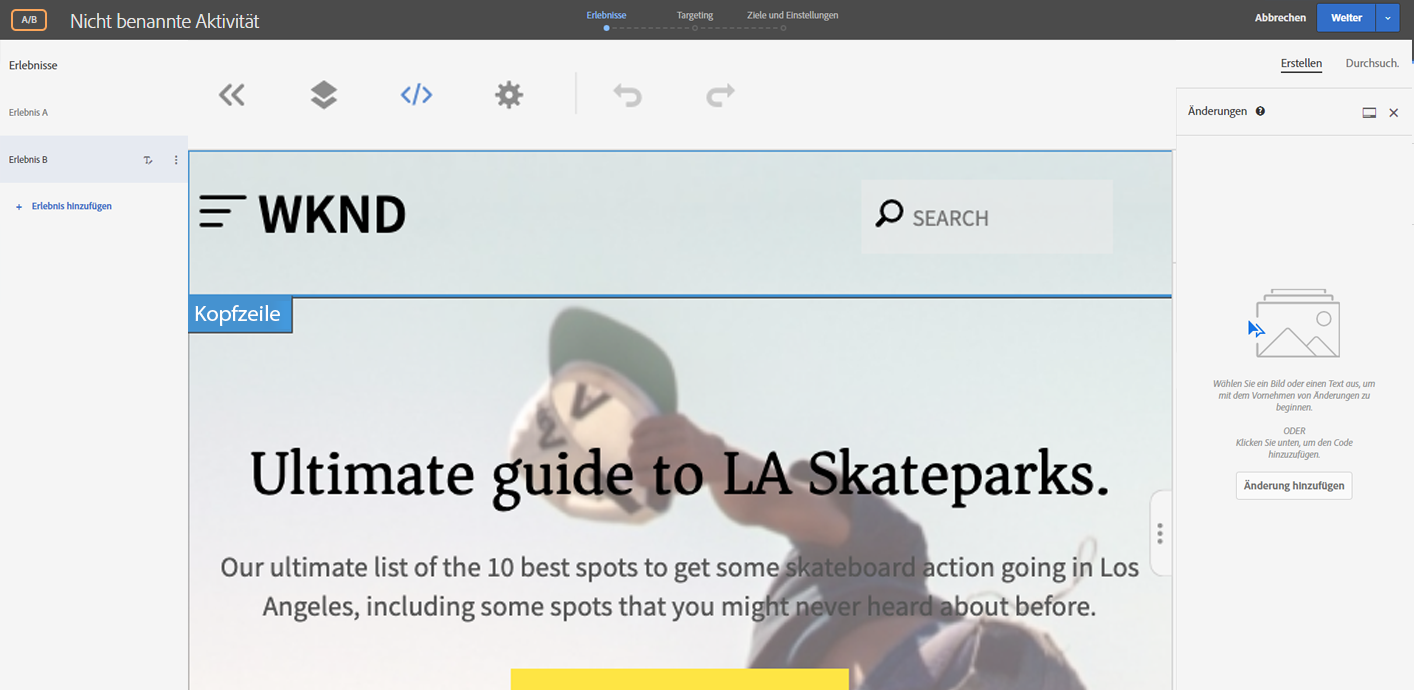 A/B
Nicht benannte Aktivität
Erlebnisse
Targeting
Ziele und Einstellungen
Abbrechen
Weiter
Erlebnisse
Erlebnis A
Erlebnis B
+ Erlebnis hinzufügen
Erstellen
Durchsuch.
Änderungen
WKND
SEARCH
Kopfzeile
Ultimate guide to LA Skateparks.
Our ultimate list of the 10 best spots to get some skateboard action going in Los
Angeles, including some spots that you might never heard about before.
Wählen Sie ein Bild oder einen Text aus, um
mit dem Vornehmen von Änderungen zu
beginnen.
ODER
Klicken Sie unten, um den Code
hinzuzufügen.
Änderung hinzufügen